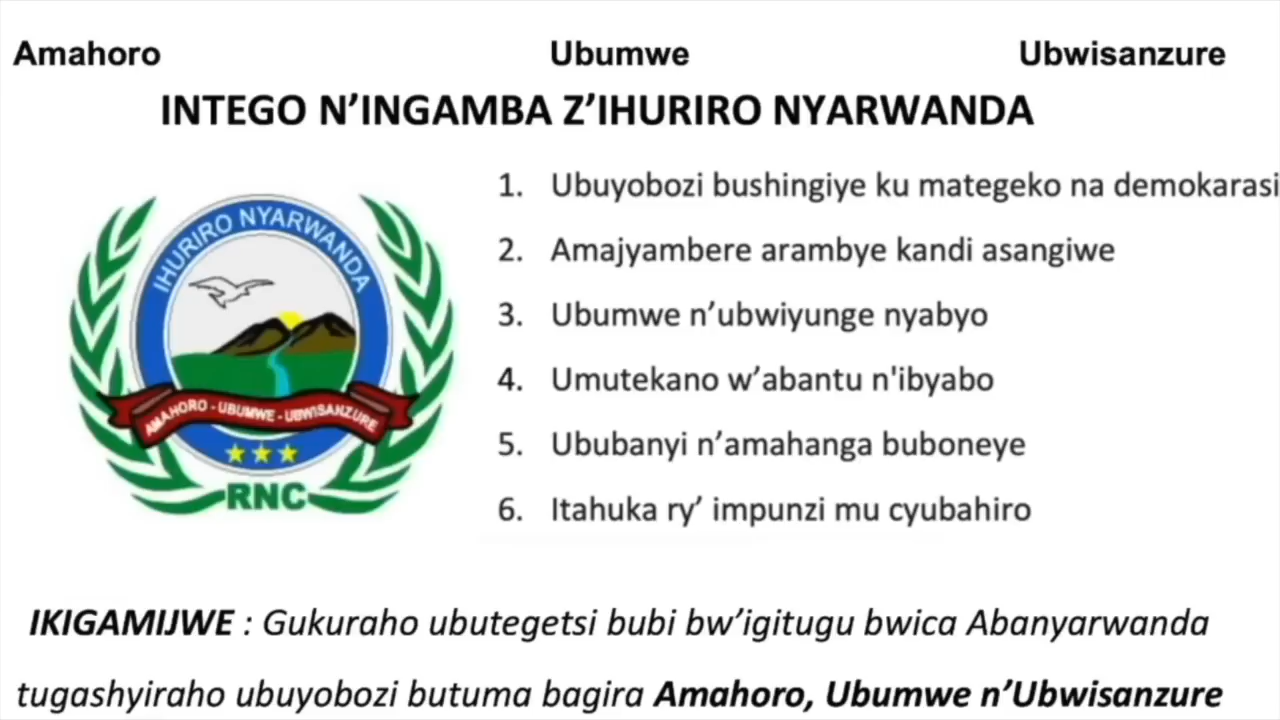 Amahoro Ubumwe Ubwisanzure
INTEGO N’INGAMBA Z’IHURIRO NYARWANDA
IHURIRO NYARWANDA
AMAHORO - UBUMWE - UBWISANZURE
RNC
1. Ubuyobozi bushingiye ku mategeko na demokarasi
2. Amajyambere arambye kandi asangiwe
3. Ubumwe n’ubwiyunge nyabyo
4. Umutekano w’abantu n'ibyabo
5. Ububanyi n’amahanga buboneye
6. Itahuka ry’ impunzi mu cyubahiro
IKIGAMIJWE : Gukuraho ubutegetsi bubi bw’igitugu bwica Abanyarwanda
tugashyiraho ubuyobozi butuma bagira Amahoro, Ubumwe n’Ubwisanzure